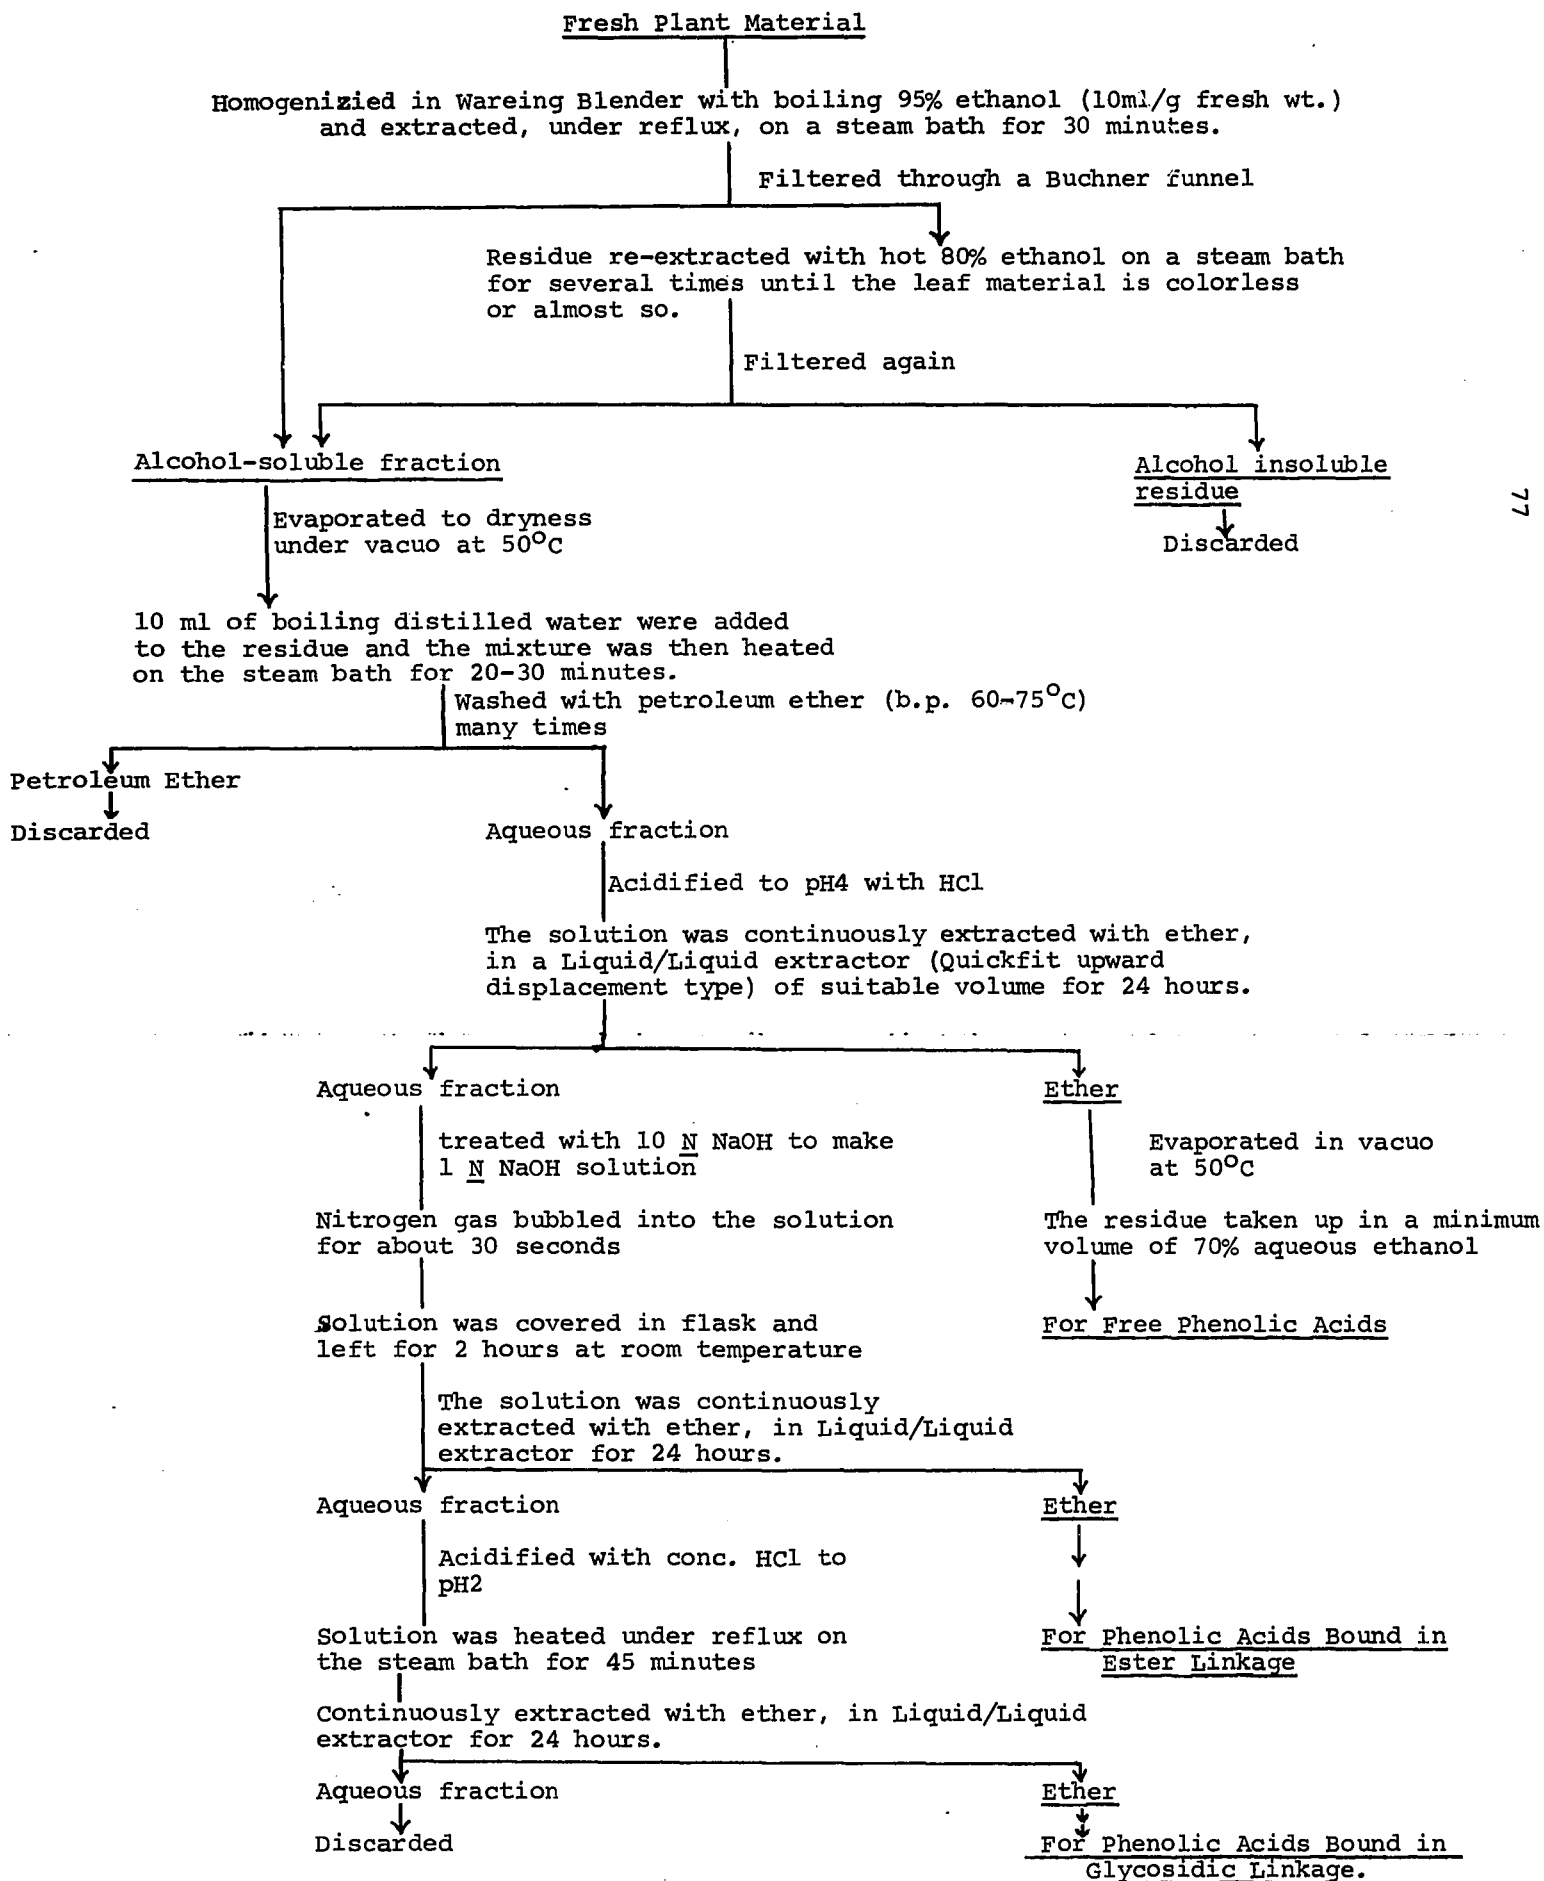 Fresh Plant Material
Homogenizied in Wareing Blender with boiling 95% ethanol (10ml/g fresh wt.)
and extracted, under reflux, on a steam bath for 30 minutes.
Filtered through a Buchner funnel
Residue re-extracted with hot 80% ethanol on a steam bath
for several times until the leaf material is colorless
or almost so.
Filtered again
Alcohol-soluble fraction
Alcohol insoluble
residue
Discarded
77
Evaporated to dryness
under vacuo at 50°C
10 ml of boiling distilled water were added
to the residue and the mixture was then heated
on the steam bath for 20-30 minutes.
Washed with petroleum ether (b.p. 60-75°C)
many times
Petroleum Ether
Discarded
Aqueous fraction
Acidified to pH4 with HCl
The solution was continuously extracted with ether,
in a Liquid/Liquid extractor (Quickfit upward
displacement type) of suitable volume for 24 hours.
Aqueous fraction
Ether
treated with 10 N NaOH to make
1 N NaOH solution
Evaporated in vacuo
at 50°C
Nitrogen gas bubbled into the solution
for about 30 seconds
The residue taken up in a minimum
volume of 70% aqueous ethanol
Solution was covered in flask and
left for 2 hours at room temperature
For Free Phenolic Acids
The solution was continuously
extracted with ether, in Liquid/Liquid
extractor for 24 hours.
Aqueous fraction
Ether
Acidified with conc. HCl to
pH2
Solution was heated under reflux on
the steam bath for 45 minutes
For Phenolic Acids Bound in
Ester Linkage
Continuously extracted with ether, in Liquid/Liquid
extractor for 24 hours.
Aqueous fraction
Ether
Discarded
For Phenolic Acids Bound in
Glycosidic Linkage.